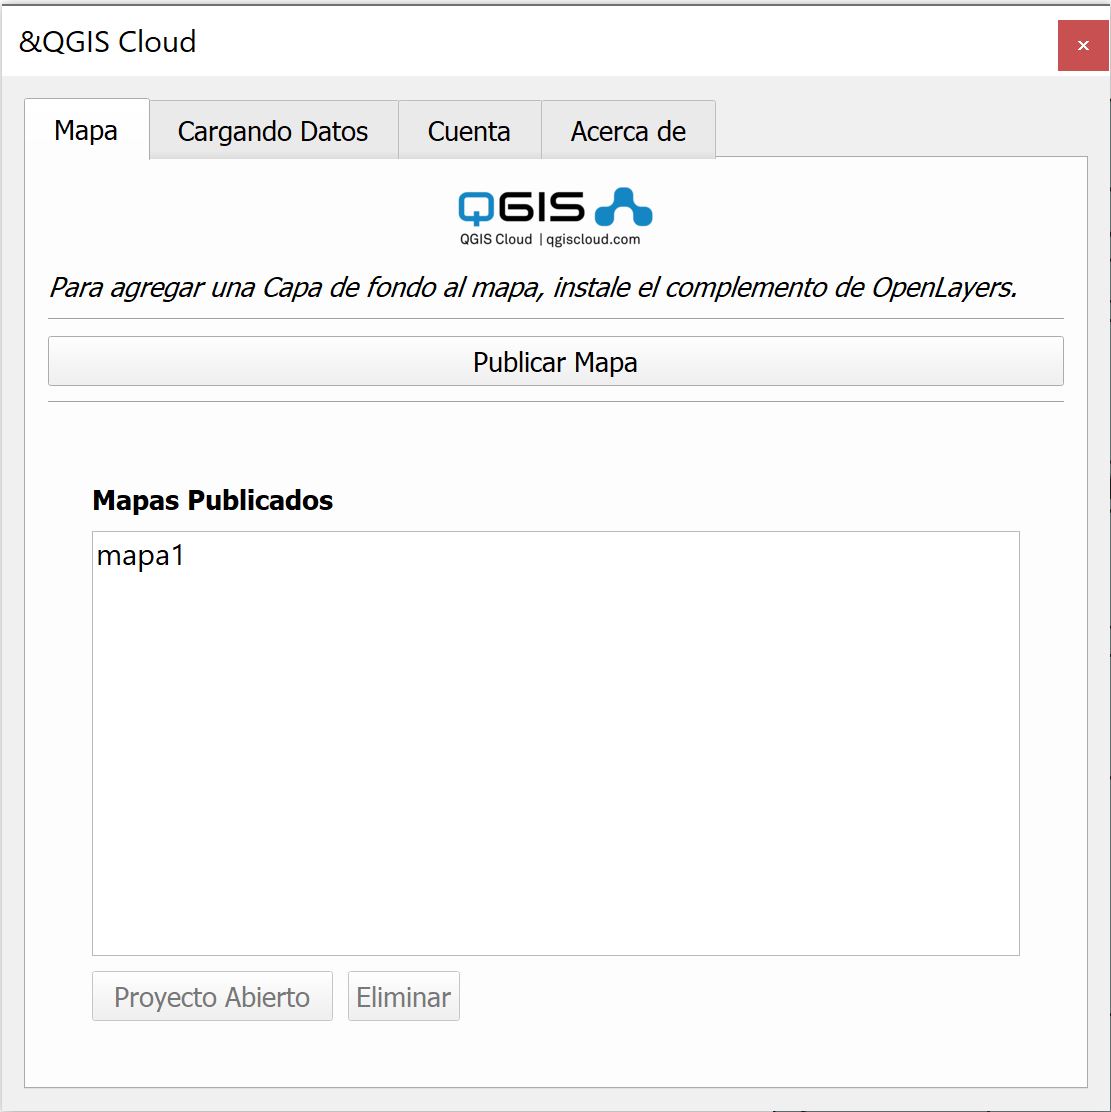 &QGIS Cloud
×
Mapa
Cargando Datos
Cuenta
Acerca de
QGIS
QGIS Cloud | qgiscloud.com
Para agregar una Capa de fondo al mapa, instale el complemento de OpenLayers.
Publicar Mapa
Mapas Publicados
mapa1
Proyecto Abierto
Eliminar